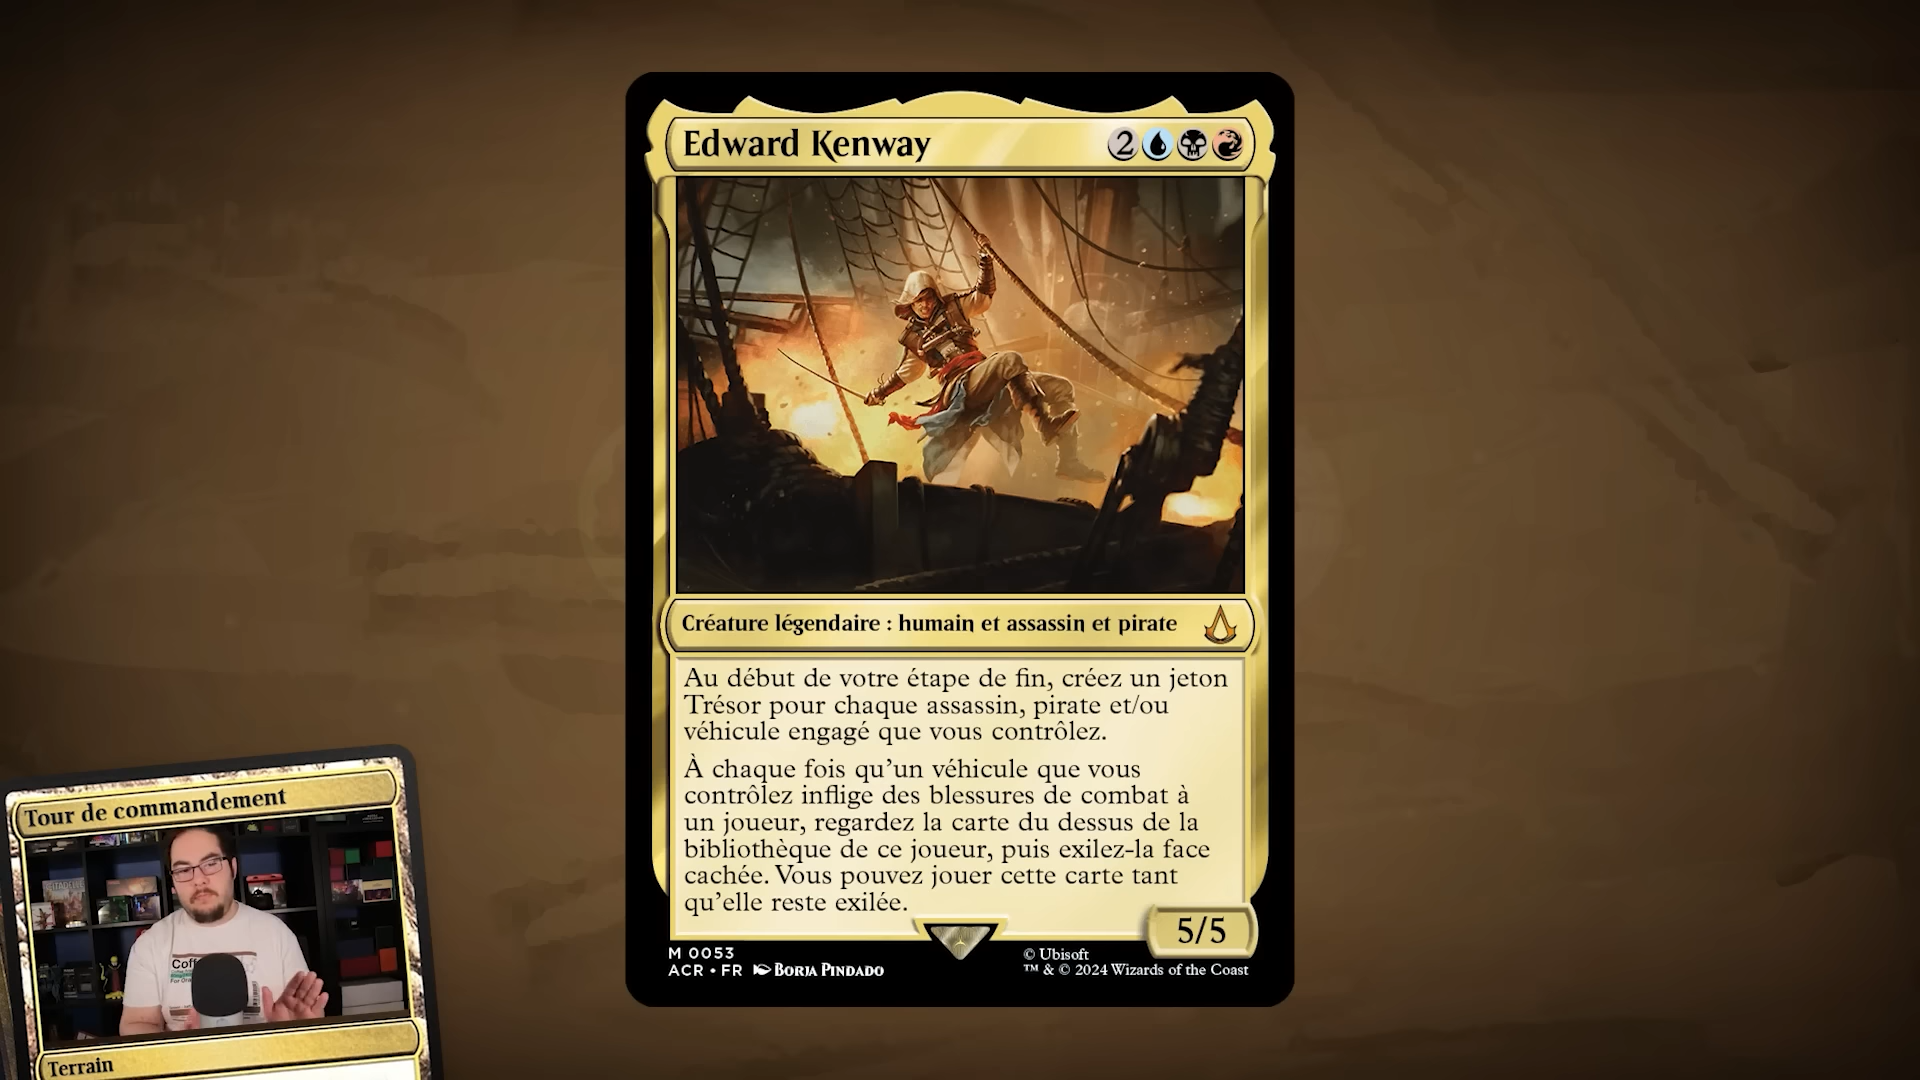 Edward Kenway
2
Créature légendaire : humain et assassin et pirate
Au début de votre étape de fin, créez un jeton
Trésor pour chaque assassin, pirate et/ou
véhicule engagé que vous contrôlez.
À chaque fois qu'un véhicule que vous
contrôlez inflige des blessures de combat à
un joueur, regardez la carte du dessus de la
bibliothèque de ce joueur, puis exilez-la face
cachée. Vous pouvez jouer cette carte tant
qu'elle reste exilée.
5/5
M 0053
ACR • FR Borja Pindado
© Ubisoft
™ & © 2024 Wizards of the Coast
Tour de commandement
Terrain